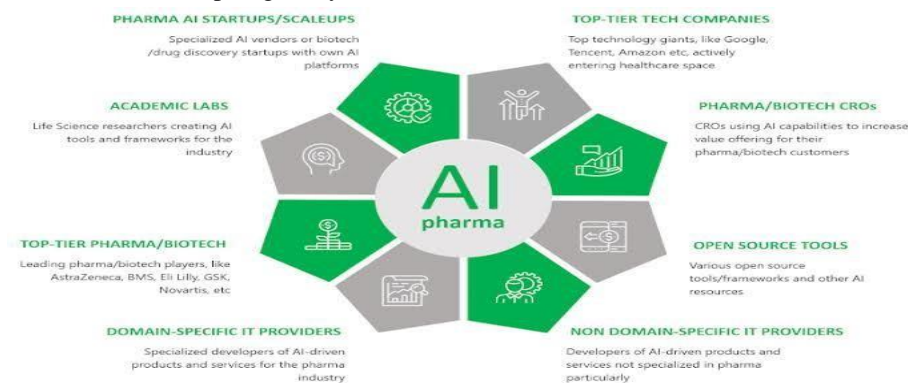 PHARMA AI STARTUPS/SCALEUPS
Specialized AI vendors or biotech
/drug discovery startups with own AI
platforms
TOP-TIER TECH COMPANIES
Top technology giants, like Google,
Tencent, Amazon etc, actively
entering healthcare space
ACADEMIC LABS
Life Science researchers creating AI
tools and frameworks for the
industry
PHARMA/BIOTECH CROs
CROs using AI capabilities to increase
value offering for their
pharma/biotech customers
AI
pharma
TOP-TIER PHARMA/BIOTECH
Leading pharma/biotech players, like
AstraZeneca, BMS, Eli Lilly, GSK,
Novartis, etc
OPEN SOURCE TOOLS
Various open source
tools/frameworks and other AI
resources
DOMAIN-SPECIFIC IT PROVIDERS
Specialized developers of AI-driven
products and services for the pharma
industry
NON DOMAIN-SPECIFIC IT PROVIDERS
Developers of AI-driven products and
services not specialized in pharma
particularly